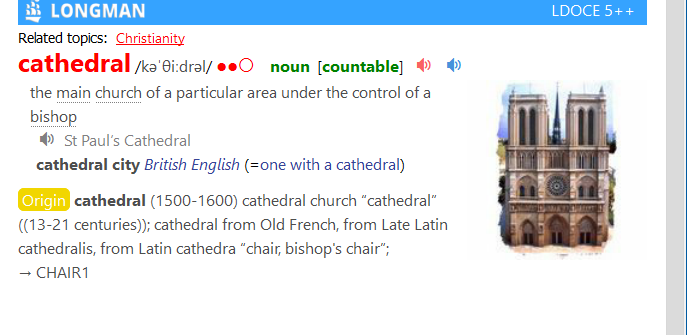 LONGMAN LDOCE 5++
Related topics: Christianity
cathedral /kəˈθiːdrəl/ ●●○ noun [countable]
the main church of a particular area under the control of a
bishop
St Paul’s Cathedral
cathedral city British English (=one with a cathedral)
Origin cathedral (1500-1600) cathedral church “cathedral”
((13-21 centuries)); cathedral from Old French, from Late Latin
cathedralis, from Latin cathedra “chair, bishop's chair”;
→ CHAIR1